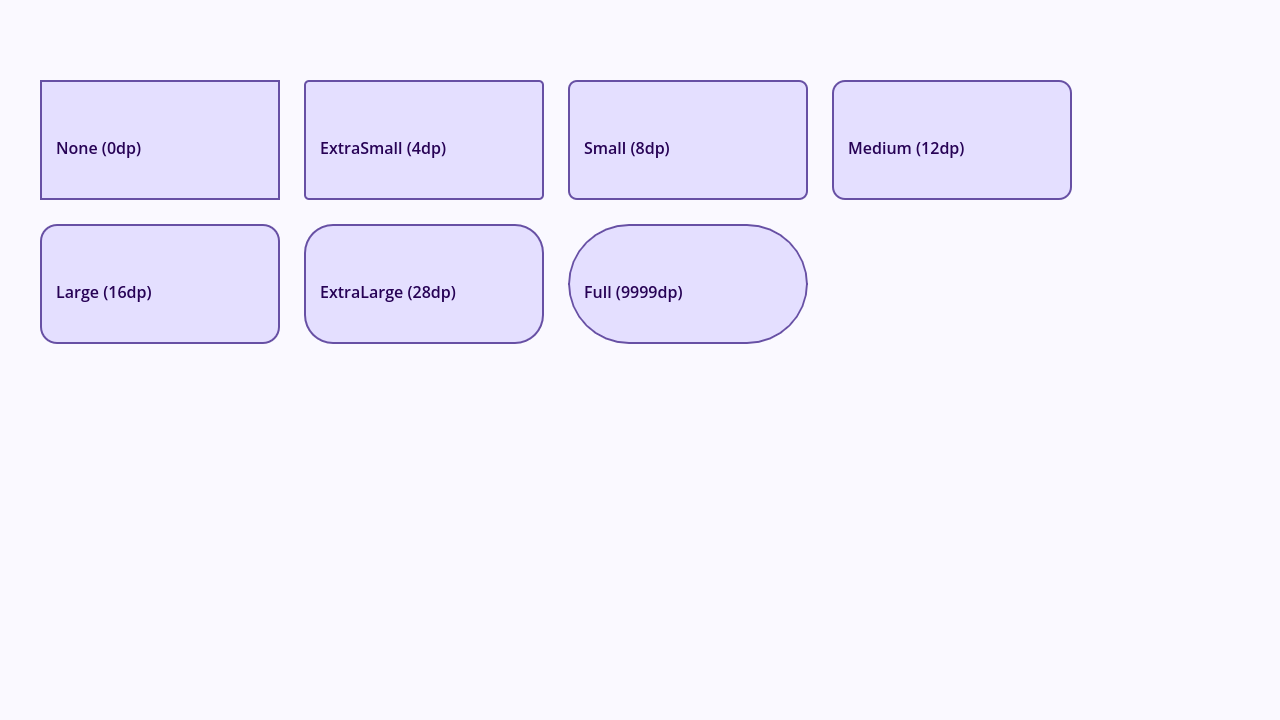 None (0dp)
ExtraSmall (4dp)
Small (8dp)
Medium (12dp)
Large (16dp)
ExtraLarge (28dp)
Full (9999dp)